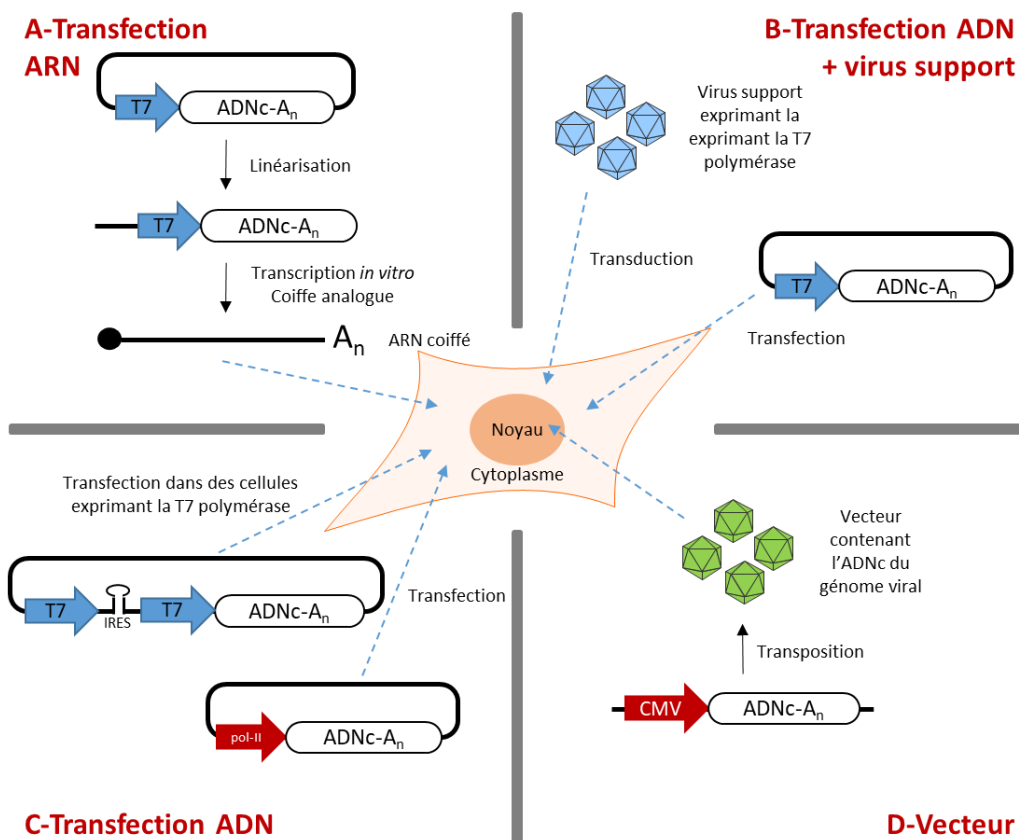 A-Transfection
ARN
T7
ADNc-An
Linéarisation
T7
ADNc-An
Transcription in vitro
Coiffe analogue
An
ARN coiffé
B-Transfection ADN
+ virus support
Virus support
exprimant la
exprimant la T7
polymérase
Transduction
T7
ADNc-An
Transfection
Noyau
Cytoplasme
Transfection dans des cellules
exprimant la T7 polymérase
T7
IRES
T7
ADNc-An
Transfection
pol-II
ADNc-An
C-Transfection ADN
Vecteur
contenant
l’ADNc du
génome viral
Transposition
CMV
ADNc-An
D-Vecteur